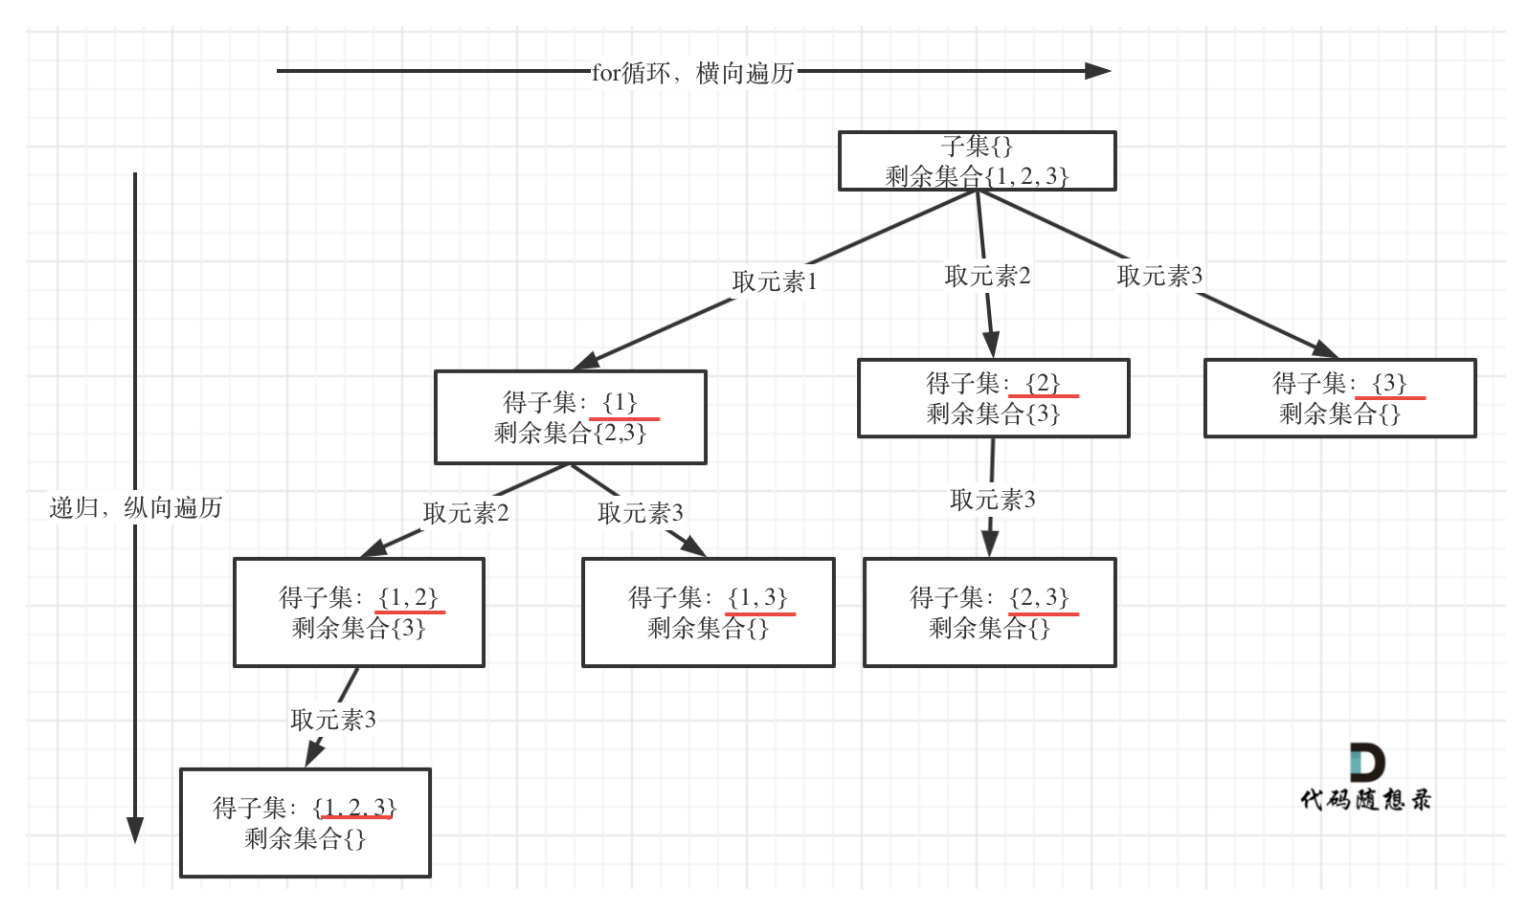 for循环，横向遍历
子集{}
剩余集合{1, 2, 3}
取元素1
取元素2
取元素3
得子集：{1}
剩余集合{2,3}
得子集：{2}
剩余集合{3}
得子集：{3}
剩余集合{}
递归，纵向遍历
取元素2
取元素3
取元素3
得子集：{1, 2}
剩余集合{3}
得子集：{1, 3}
剩余集合{}
得子集：{2, 3}
剩余集合{}
取元素3
得子集：{1, 2, 3}
剩余集合{}
代码随想录